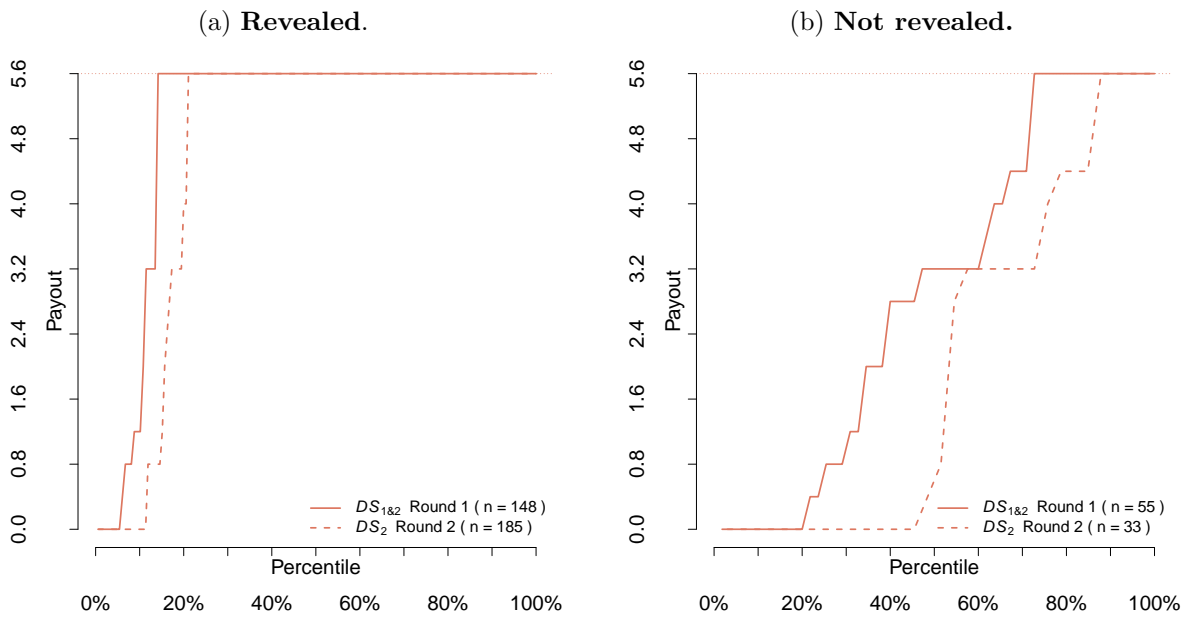 (a) Revealed.
5.6
4.8
4.0
3.2
2.4
1.6
0.8
0.0
Payout
DS1&2 Round 1 ( n = 148 )
DS2 Round 2 ( n = 185 )
Percentile
0% 20% 40% 60% 80% 100%
(b) Not revealed.
5.6
4.8
4.0
3.2
2.4
1.6
0.8
0.0
Payout
DS1&2 Round 1 ( n = 55 )
DS2 Round 2 ( n = 33 )
Percentile
0% 20% 40% 60% 80% 100%